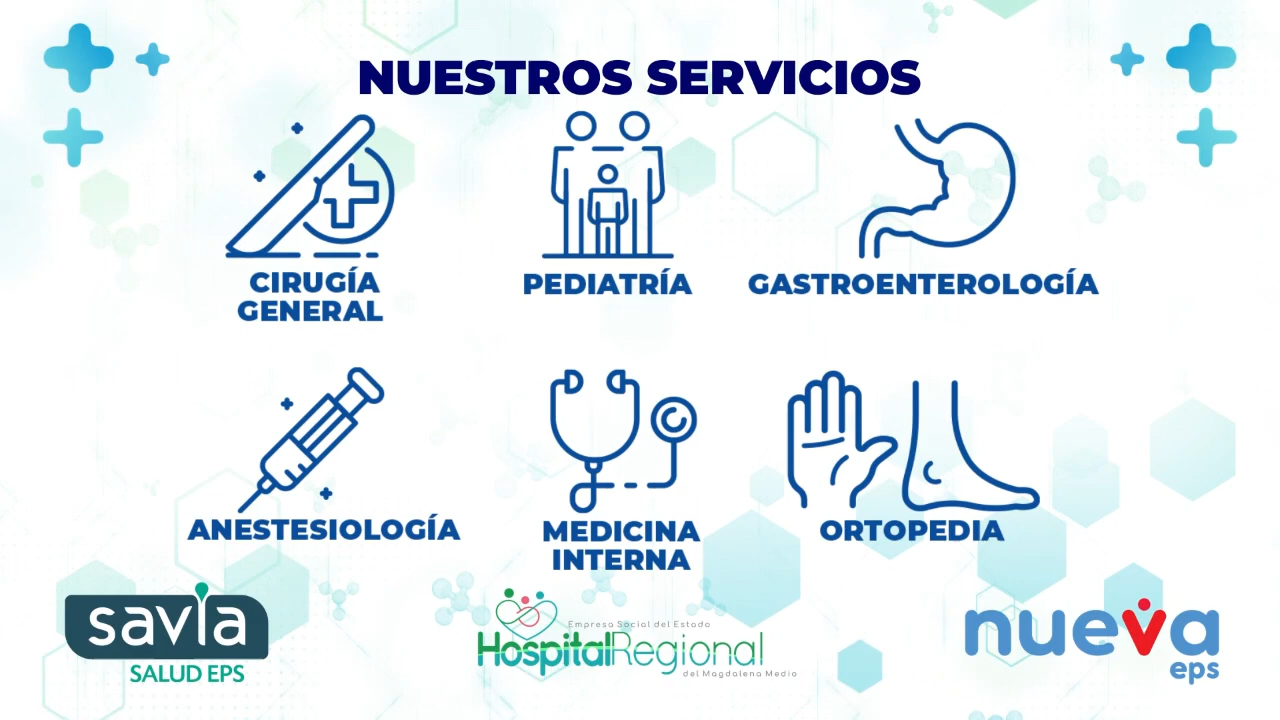 NUESTROS SERVICIOS
CIRUGÍA
GENERAL
PEDIATRÍA
GASTROENTEROLOGÍA
ANESTESIOLOGÍA
MEDICINA
INTERNA
ORTOPEDIA
savia
SALUD EPS
Empresa Social del Estado
HospitalRegional
del Magdalena Medio
nueva
eps